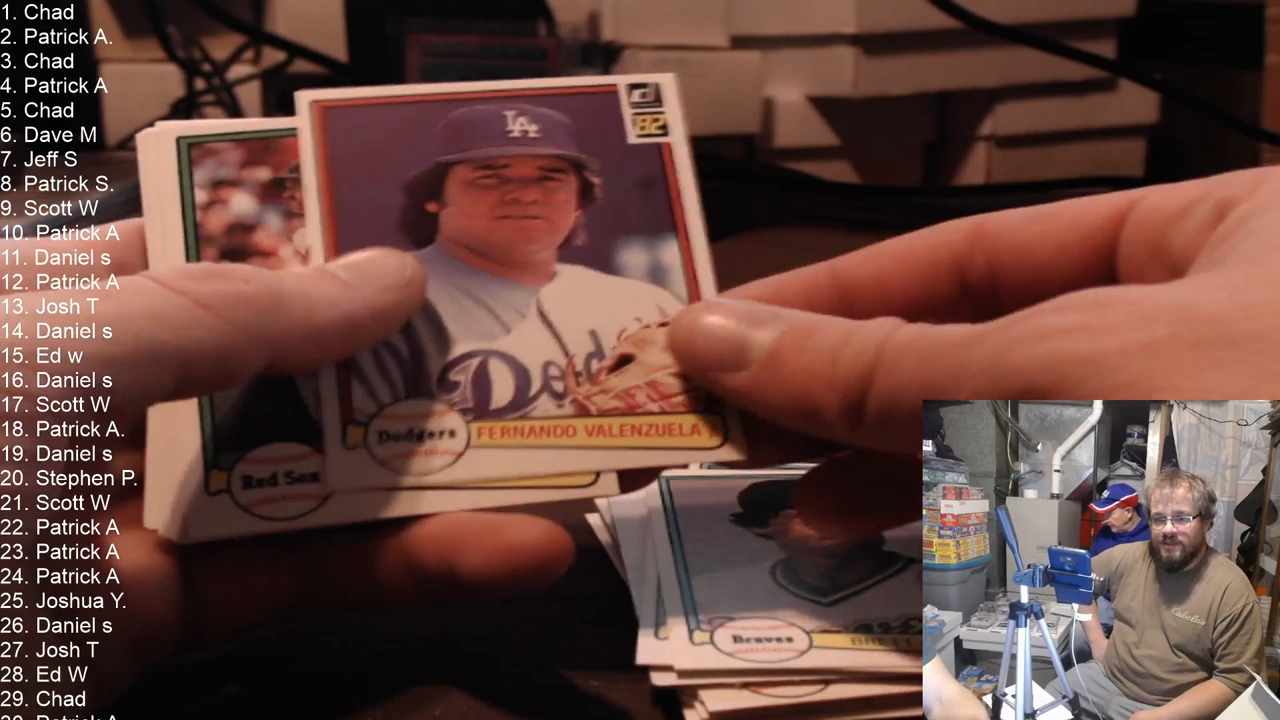 1. Chad
2. Patrick A.
3. Chad
4. Patrick A
5. Chad
6. Dave M
7. Jeff S
8. Patrick S.
9. Scott W
10. Patrick A
11. Daniel s
12. Patrick A
13. Josh T
14. Daniel s
15. Ed w
16. Daniel s
17. Scott W
18. Patrick A.
19. Daniel s
20. Stephen P.
21. Scott W
22. Patrick A
23. Patrick A
24. Patrick A
25. Joshua Y.
26. Daniel s
27. Josh T
28. Ed W
29. Chad
30. Patrick A
LA
82
Dod
Dodgers
FERNANDO VALENZUELA
Red Sox
Braves